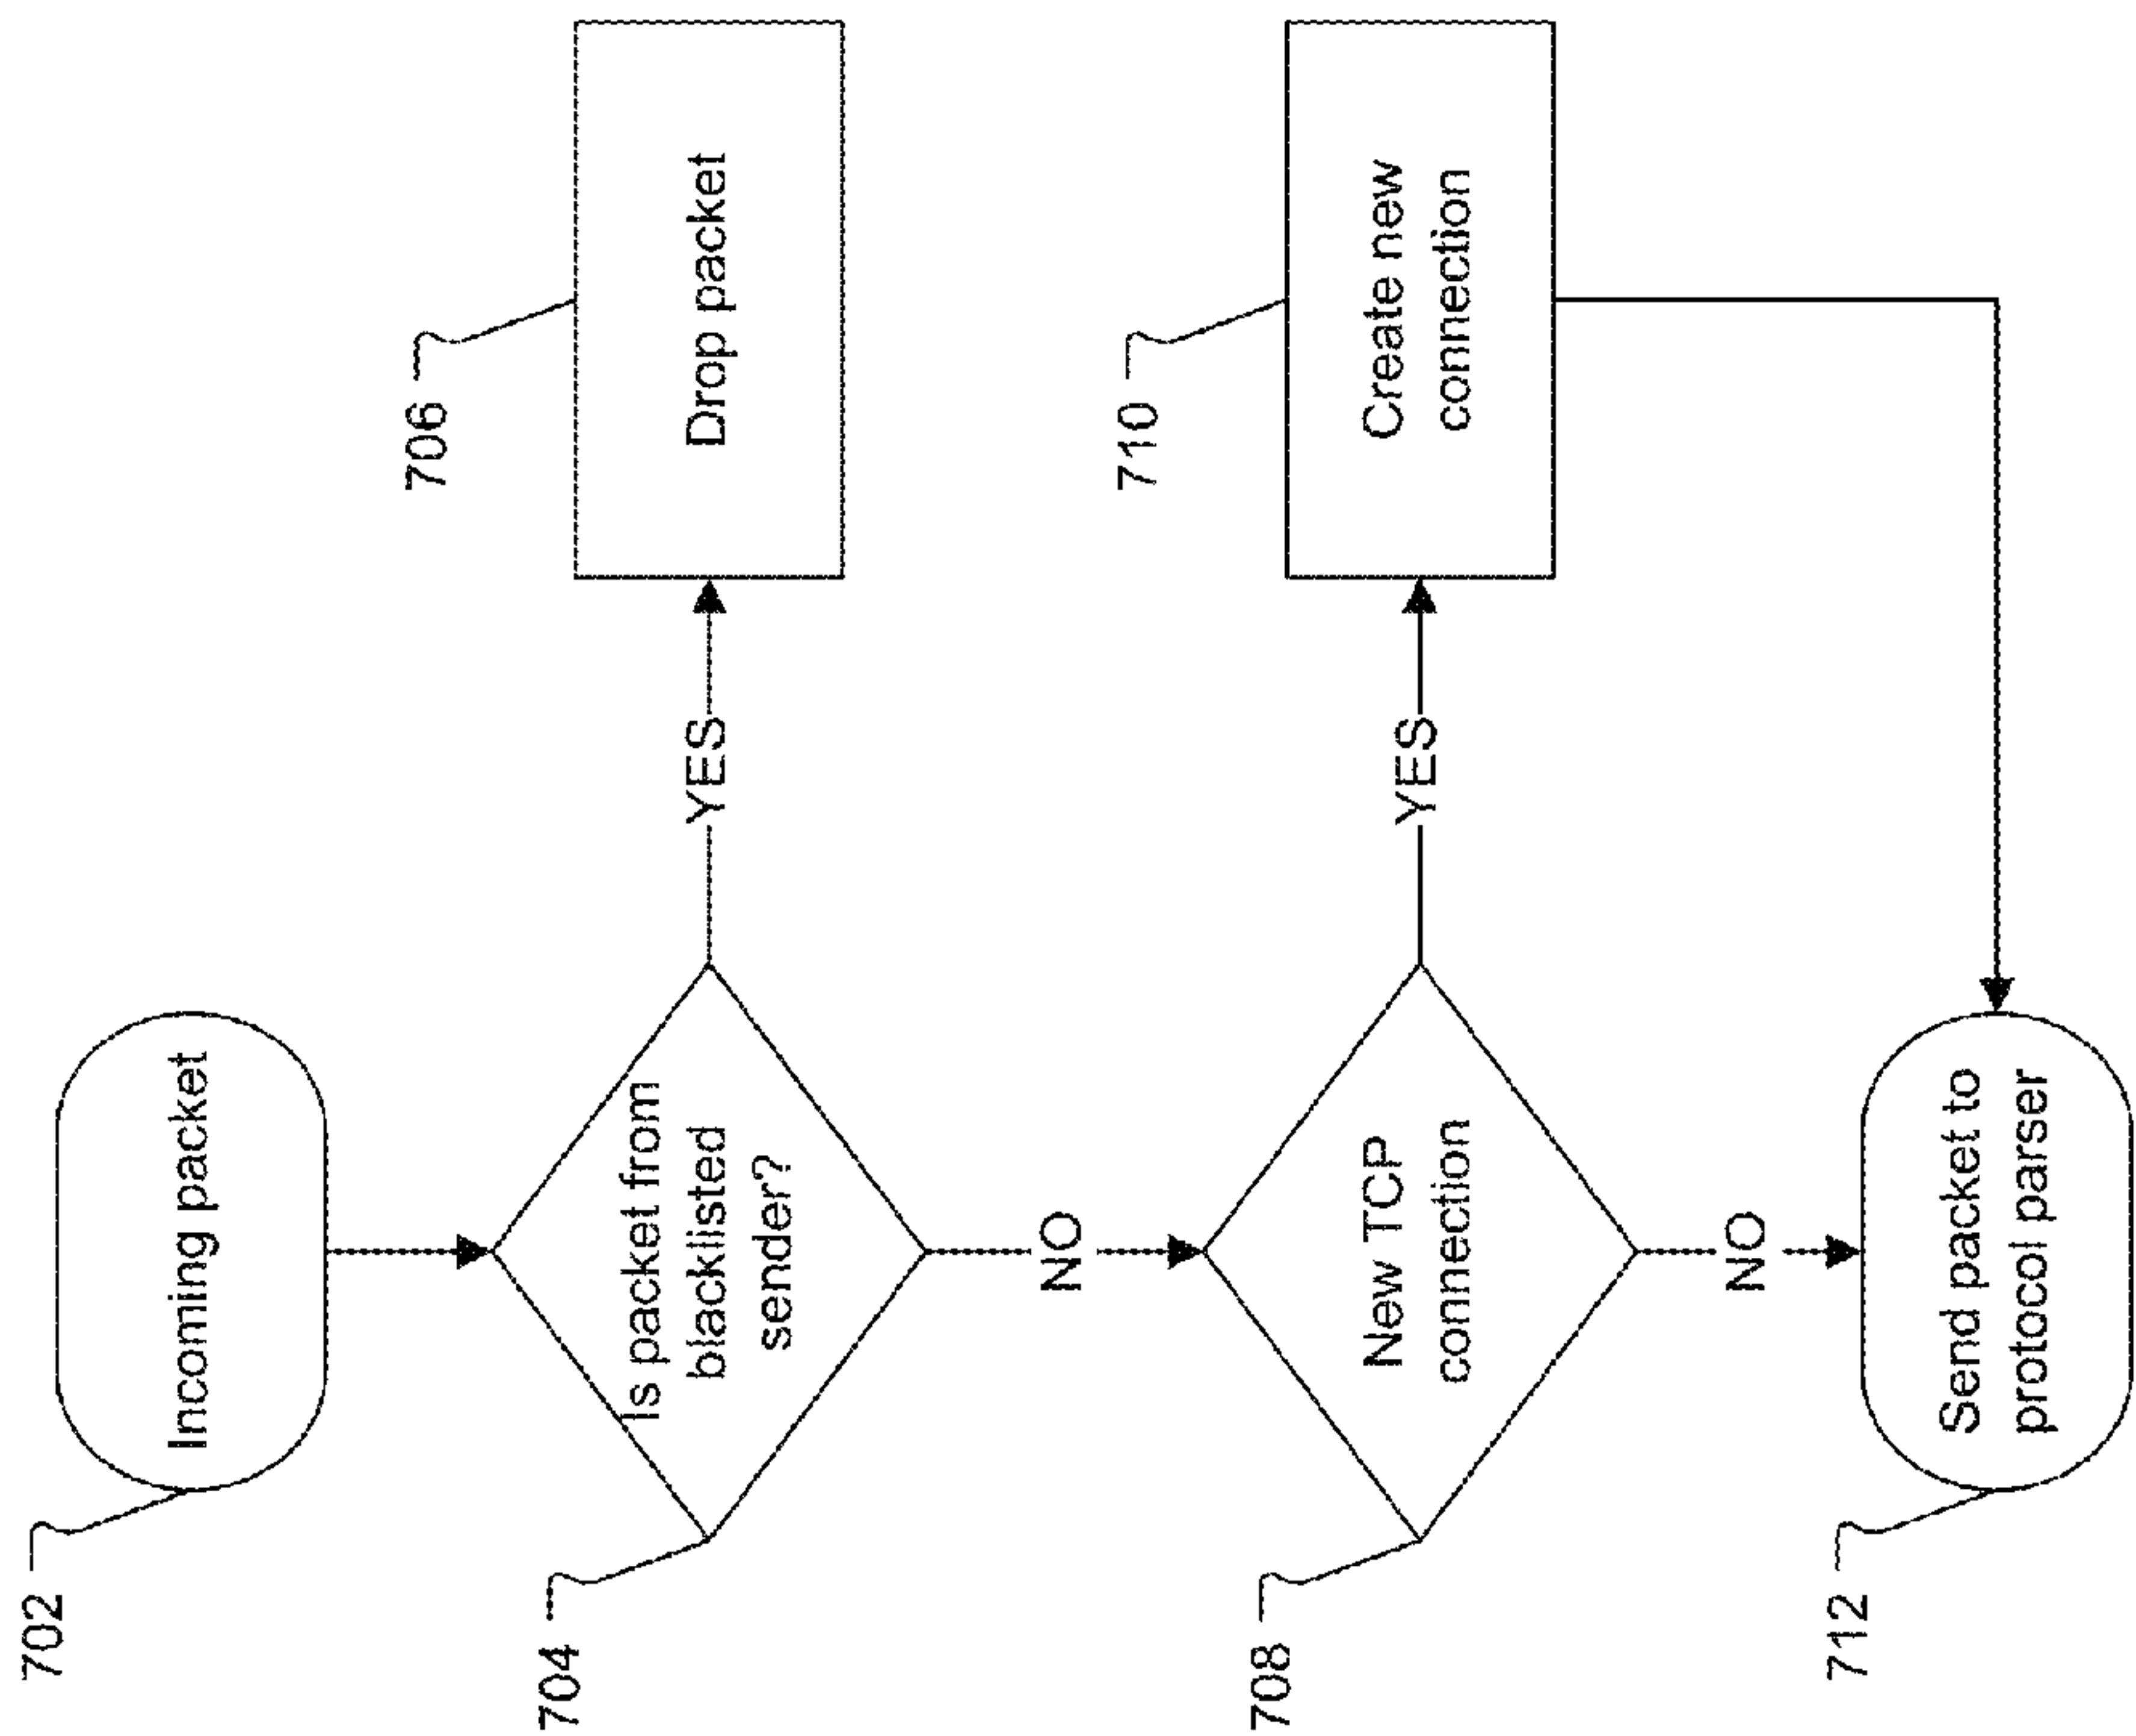 702
Incoming packet
704
Is packet from
blacklisted
sender?
YES
706
Drop packet
NO
708
New TCP
connection
YES
710
Create new
connection
NO
712
Send packet to
protocol parser